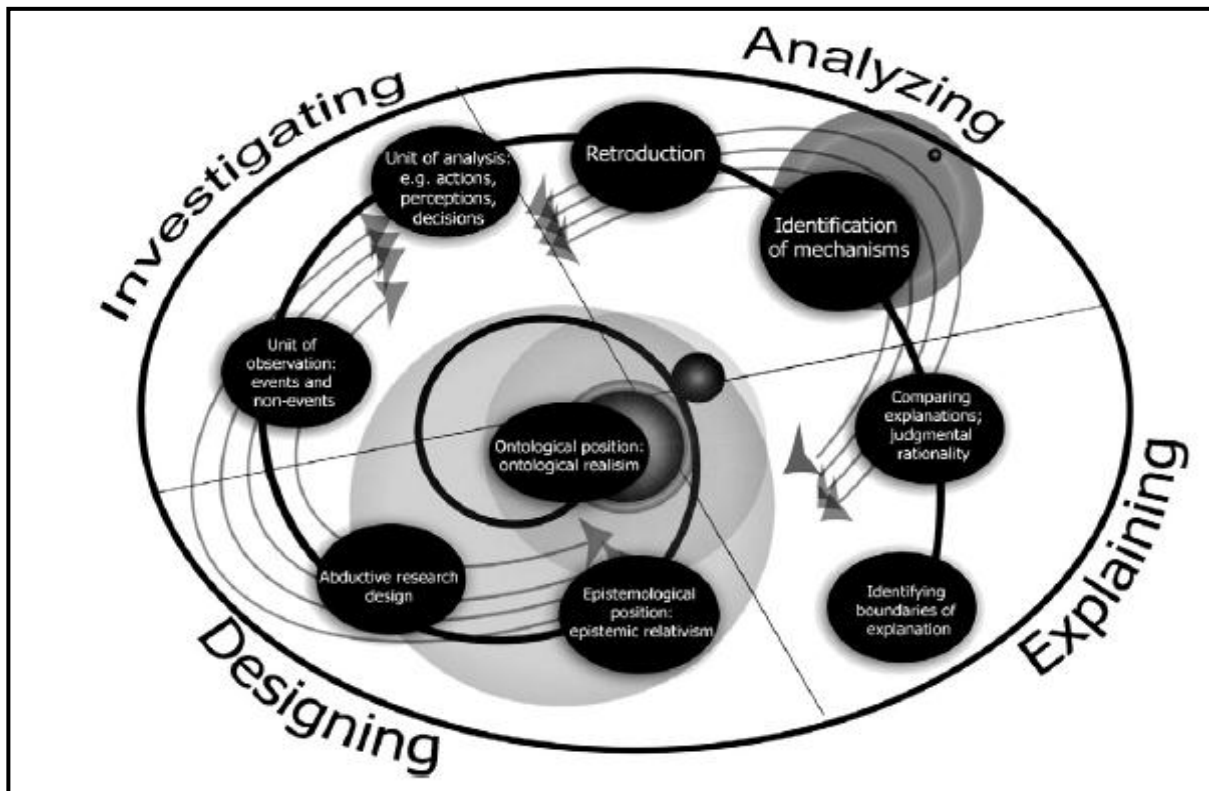 Investigating
Analyzing
Unit of analysis:
e.g. actions,
perceptions,
decisions
Retroduction
Identification
of mechanisms
Unit of
observation:
events and
non-events
Comparing
explanations;
judgmental
rationality
Ontological position:
ontological realisim
Abductive research
design
Epistemological
position:
epistemic relativism
Identifying
boundaries of
explanation
Designing
Explaining